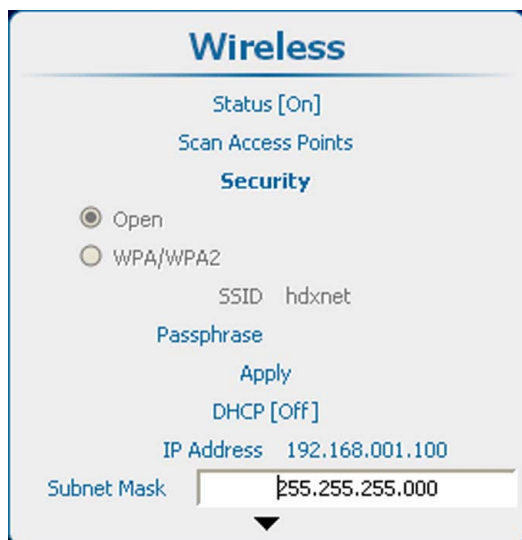 Wireless
Status [On]
Scan Access Points
Security
Open
WPA/WPA2
SSID hdxnet
Passphrase
Apply
DHCP [Off]
IP Address 192.168.001.100
Subnet Mask 255.255.255.000